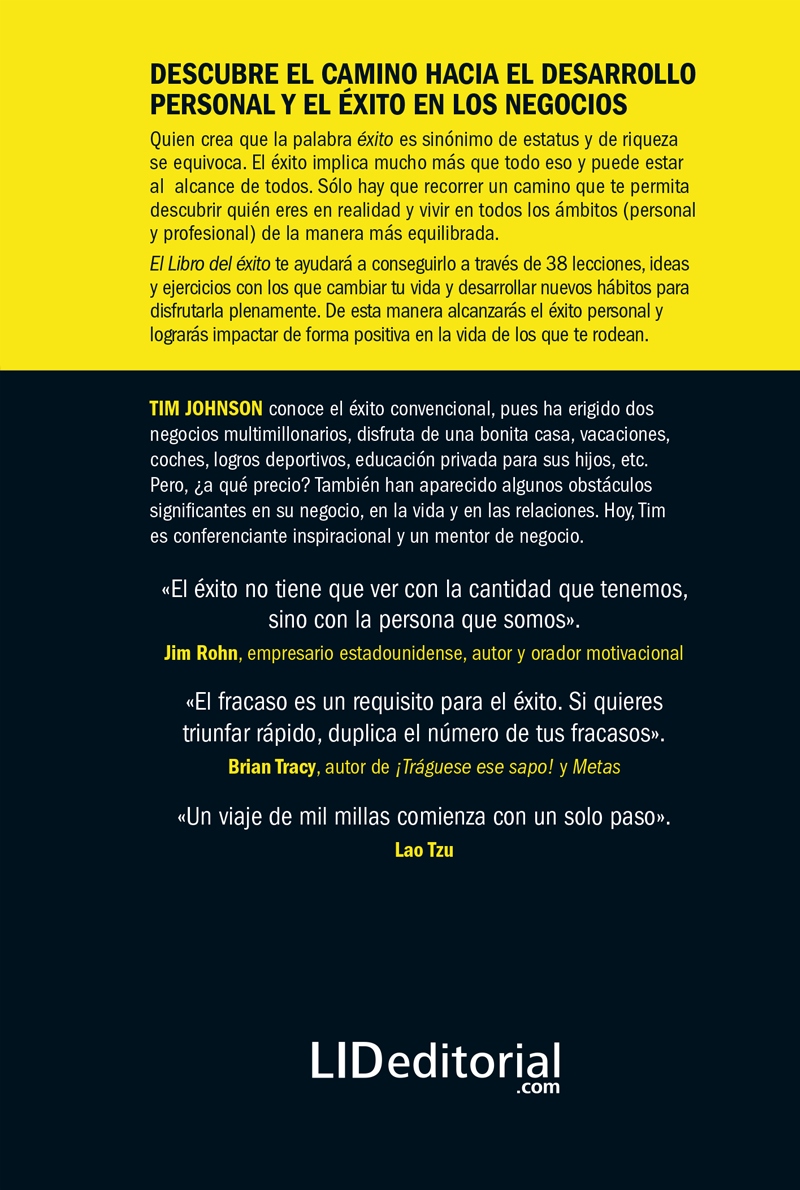 DESCUBRE EL CAMINO HACIA EL DESARROLLO
PERSONAL Y EL ÉXITO EN LOS NEGOCIOS
Quien crea que la palabra éxito es sinónimo de estatus y de riqueza
se equivoca. El éxito implica mucho más que todo eso y puede estar
al alcance de todos. Sólo hay que recorrer un camino que te permita
descubrir quién eres en realidad y vivir en todos los ámbitos (personal
y profesional) de la manera más equilibrada.
El Libro del éxito te ayudará a conseguirlo a través de 38 lecciones, ideas
y ejercicios con los que cambiar tu vida y desarrollar nuevos hábitos para
disfrutarla plenamente. De esta manera alcanzarás el éxito personal y
lograrás impactar de forma positiva en la vida de los que te rodean.
TIM JOHNSON conoce el éxito convencional, pues ha erigido dos
negocios multimillonarios, disfruta de una bonita casa, vacaciones,
coches, logros deportivos, educación privada para sus hijos, etc.
Pero, ¿a qué precio? También han aparecido algunos obstáculos
significantes en su negocio, en la vida y en las relaciones. Hoy, Tim
es conferenciante inspiracional y un mentor de negocio.
«El éxito no tiene que ver con la cantidad que tenemos,
sino con la persona que somos».
Jim Rohn, empresario estadounidense, autor y orador motivacional
«El fracaso es un requisito para el éxito. Si quieres
triunfar rápido, duplica el número de tus fracasos».
Brian Tracy, autor de ¡Tráguese ese sapo! y Metas
«Un viaje de mil millas comienza con un solo paso».
Lao Tzu
LIDeditorial
.com